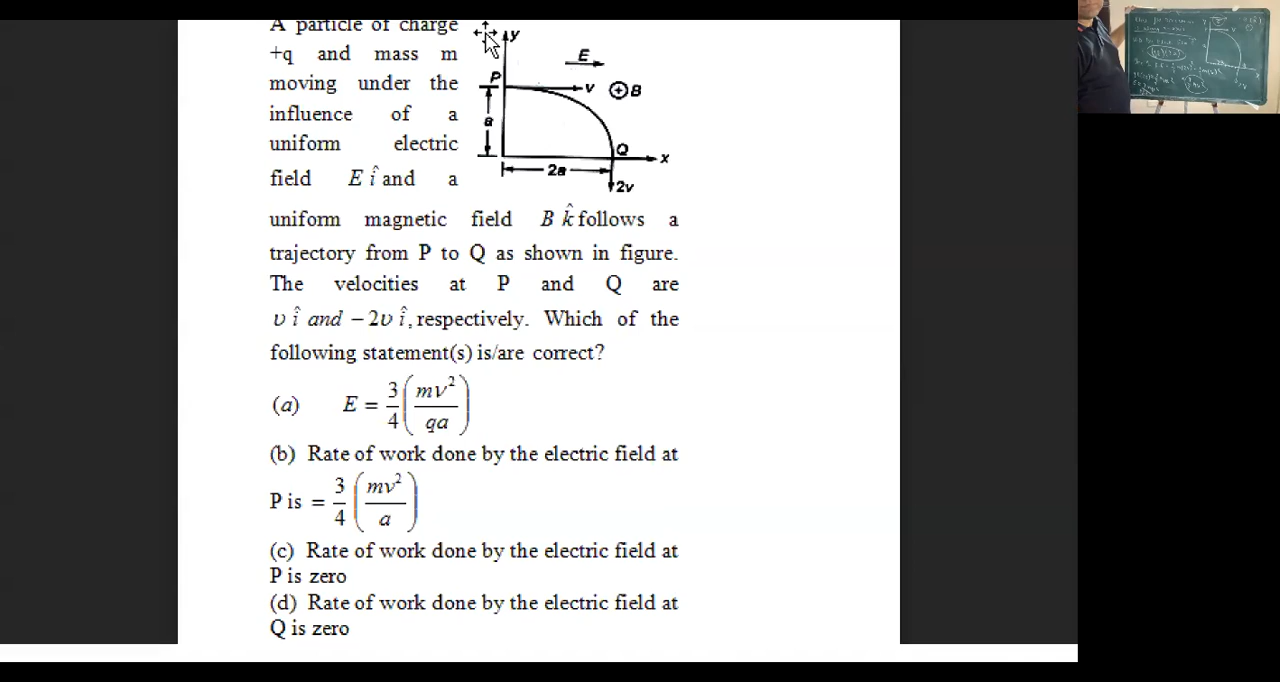 A particle of charge
+q and mass m
moving under the
influence of a
uniform electric
field E î and a
uniform magnetic field B k̂ follows a
trajectory from P to Q as shown in figure.
The velocities at P and Q are
υ î and − 2υ î, respectively. Which of the
following statement(s) is/are correct?
(a) E = 3/4 (mv²/qa)
(b) Rate of work done by the electric field at
P is = 3/4 (mv²/a)
(c) Rate of work done by the electric field at
P is zero
(d) Rate of work done by the electric field at
Q is zero
y
E
P
v
B
a
Q
x
2a
2v